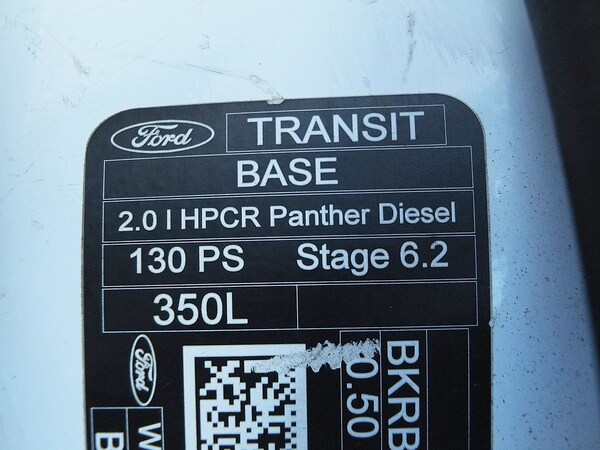 Ford TRANSIT
BASE
2.0 l HPCR Panther Diesel
130 PS Stage 6.2
350L
Ford
BKRB
0.50
W
B